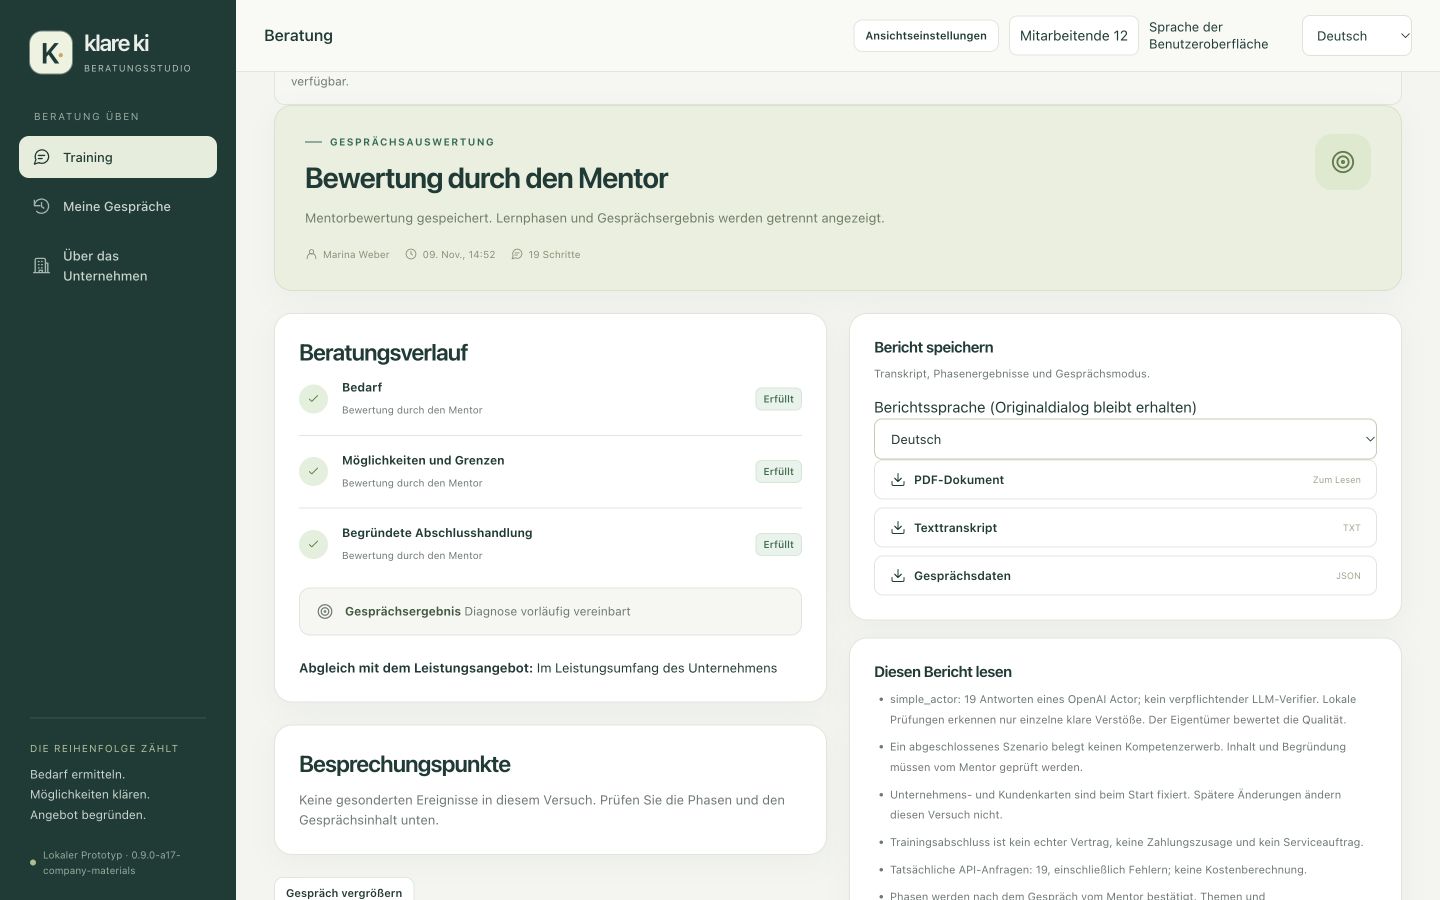 K
klare ki
BERATUNGSSTUDIO
BERATUNG ÜBEN
Training
Meine Gespräche
Über das
Unternehmen
DIE REIHENFOLGE ZÄHLT
Bedarf ermitteln.
Möglichkeiten klären.
Angebot begründen.
Lokaler Prototyp · 0.9.0-a17-
company-materials
Beratung
Ansichtseinstellungen
Mitarbeitende 12
Sprache der
Benutzeroberfläche
Deutsch
verfügbar.
GESPRÄCHSAUSWERTUNG
Bewertung durch den Mentor
Mentorbewertung gespeichert. Lernphasen und Gesprächsergebnis werden getrennt angezeigt.
Marina Weber 09. Nov., 14:52 19 Schritte
Beratungsverlauf
Bedarf
Bewertung durch den Mentor
Erfüllt
Möglichkeiten und Grenzen
Bewertung durch den Mentor
Erfüllt
Begründete Abschlusshandlung
Bewertung durch den Mentor
Erfüllt
Gesprächsergebnis Diagnose vorläufig vereinbart
Abgleich mit dem Leistungsangebot: Im Leistungsumfang des Unternehmens
Besprechungspunkte
Keine gesonderten Ereignisse in diesem Versuch. Prüfen Sie die Phasen und den
Gesprächsinhalt unten.
Gespräch vergrößern
Bericht speichern
Transkript, Phasenergebnisse und Gesprächsmodus.
Berichtssprache (Originaldialog bleibt erhalten)
Deutsch
PDF-Dokument Zum Lesen
Texttranskript TXT
Gesprächsdaten JSON
Diesen Bericht lesen
• simple_actor: 19 Antworten eines OpenAI Actor; kein verpflichtender LLM-Verifier. Lokale
Prüfungen erkennen nur einzelne klare Verstöße. Der Eigentümer bewertet die Qualität.
• Ein abgeschlossenes Szenario belegt keinen Kompetenzerwerb. Inhalt und Begründung
müssen vom Mentor geprüft werden.
• Unternehmens- und Kundenkarten sind beim Start fixiert. Spätere Änderungen ändern
diesen Versuch nicht.
• Trainingsabschluss ist kein echter Vertrag, keine Zahlungszusage und kein Serviceauftrag.
• Tatsächliche API-Anfragen: 19, einschließlich Fehlern; keine Kostenberechnung.
• Phasen werden nach dem Gespräch vom Mentor bestätigt. Themen und